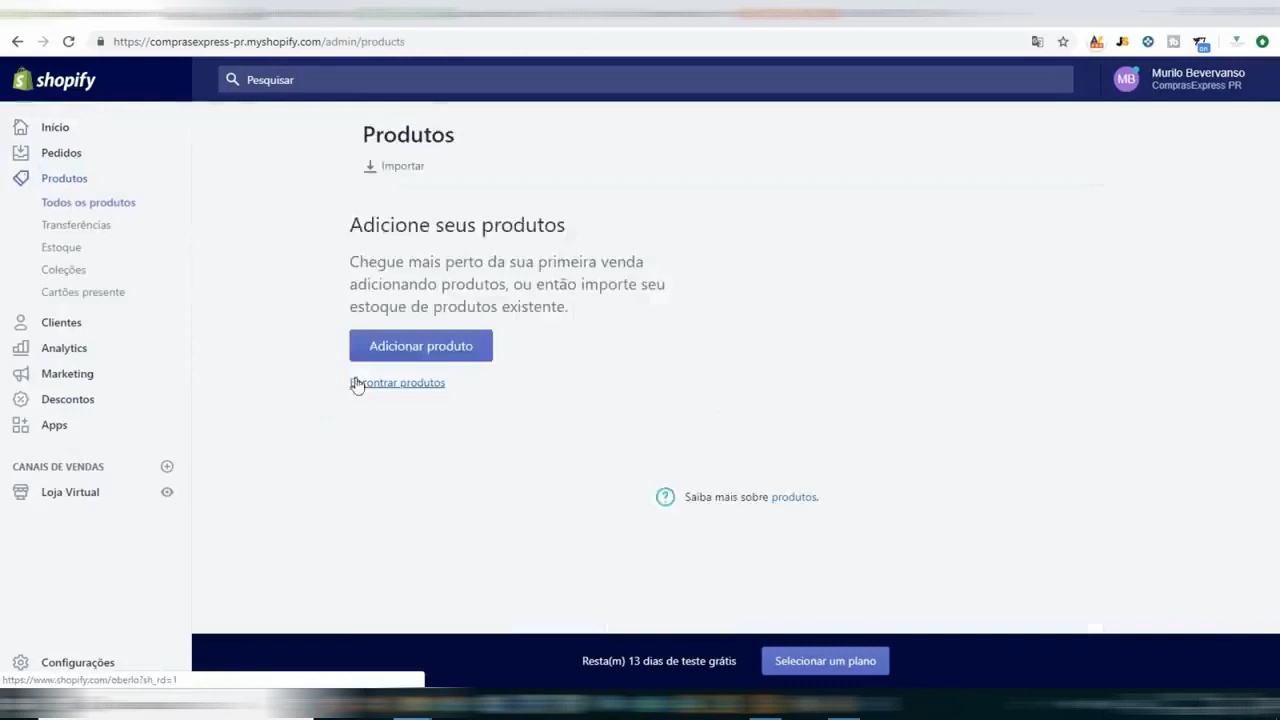 https://comprasexpress-pr.myshopify.com/admin/products
shopify
Pesquisar
MB
Murilo Bevervanso
ComprasExpress PR
Início
Pedidos
Produtos
Todos os produtos
Transferências
Estoque
Coleções
Cartões presente
Clientes
Analytics
Marketing
Descontos
Apps
CANAIS DE VENDAS
Loja Virtual
Configurações
Produtos
Importar
Adicione seus produtos
Chegue mais perto da sua primeira venda
adicionando produtos, ou então importe seu
estoque de produtos existente.
Adicionar produto
Encontrar produtos
Saiba mais sobre produtos.
Resta(m) 13 dias de teste grátis
Selecionar um plano
https://www.shopify.com/oberlo?sh_rd=1